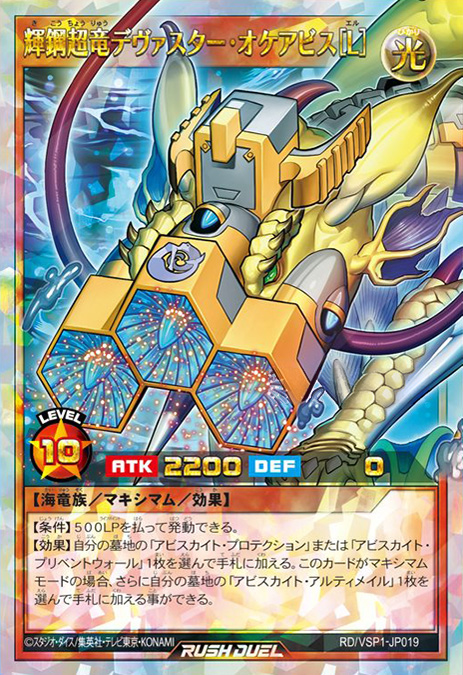 輝鋼超竜デヴァスター・オケアビス[L]
光
LEVEL
10
ATK 2200 DEF 0
【海竜族/マキシマム/効果】
【条件】500LPを払って発動できる。
【効果】自分の墓地の「アビスカイト・プロテクション」または「アビスカイト・
プリベントウォール」1枚を選んで手札に加える。このカードがマキシマム
モードの場合、さらに自分の墓地の「アビスカイト・アルティメイル」1枚を
選んで手札に加える事ができる。
©スタジオ・ダイス/集英社・テレビ東京・KONAMI
RUSH DUEL
RD/VSP1-JP019